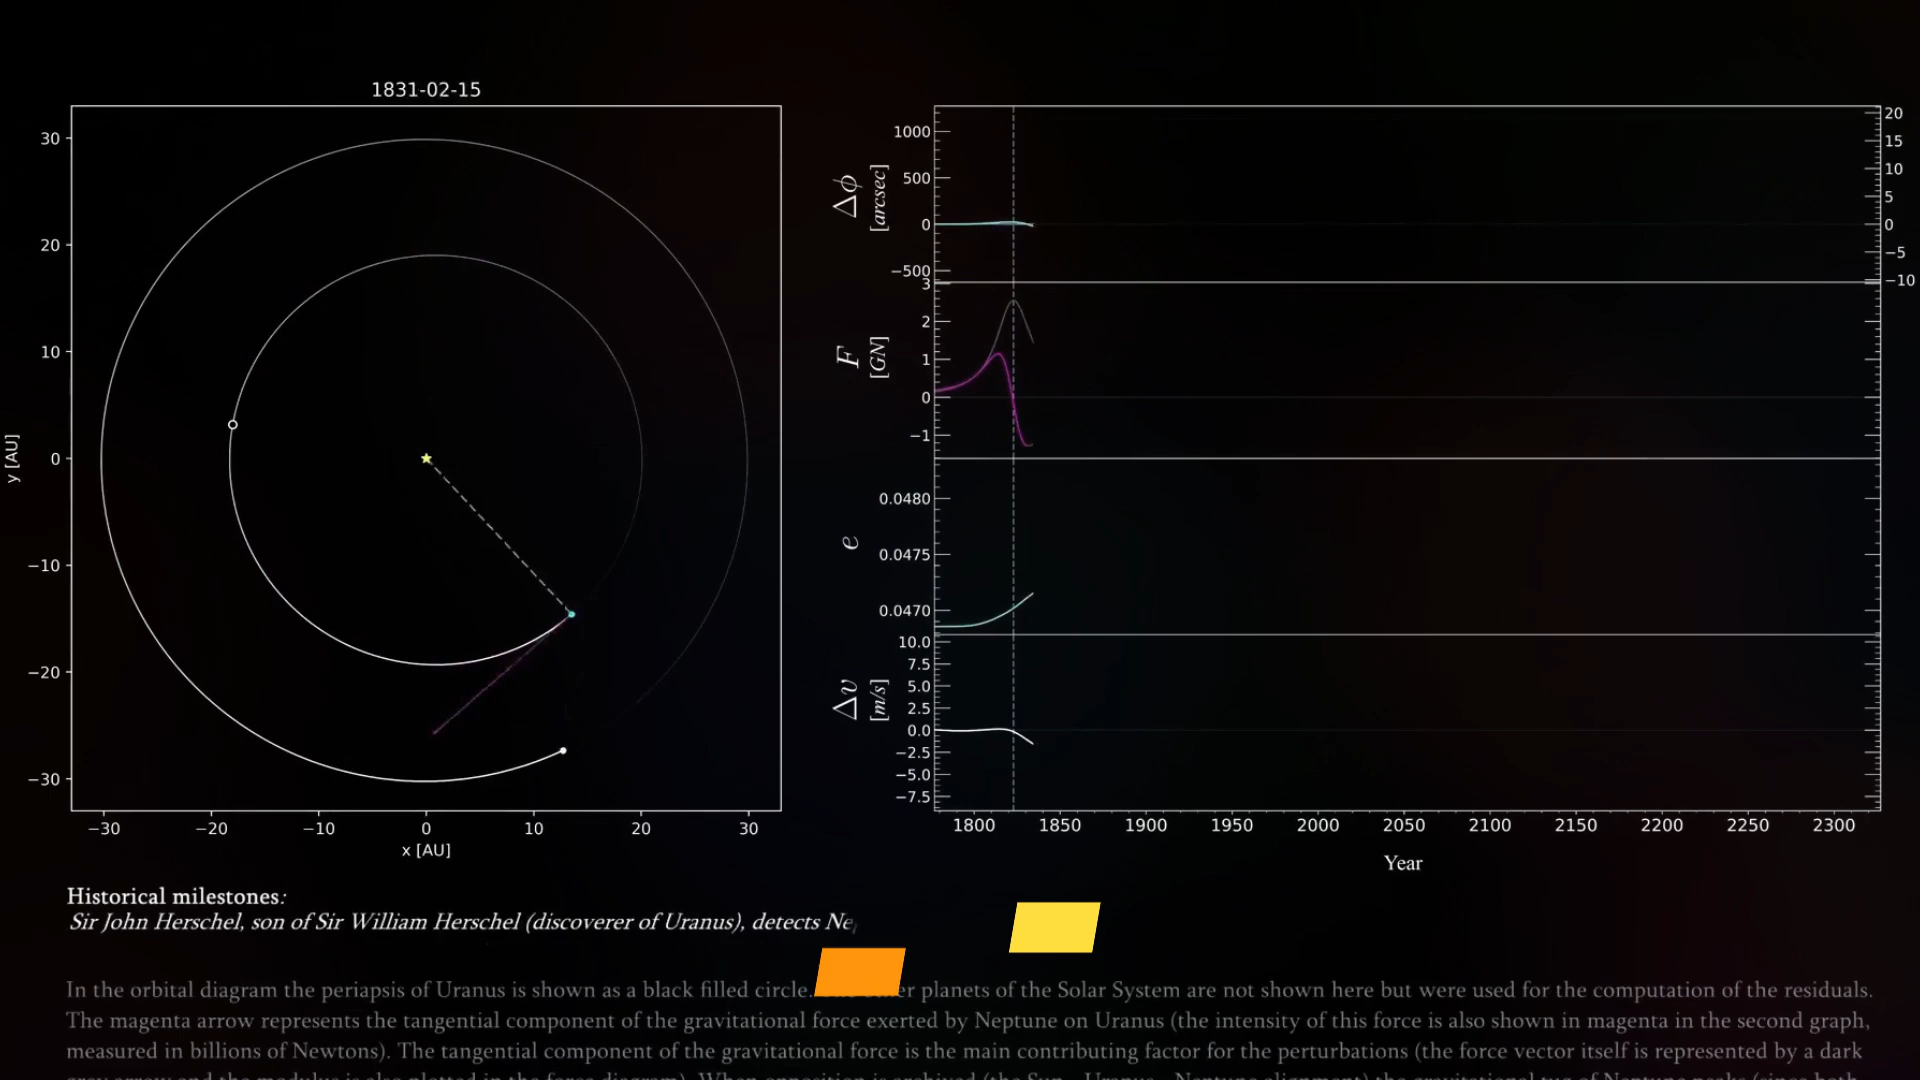 1831-02-15
30
20
10
0
−10
−20
−30
y [AU]
−30 −20 −10 0 10 20 30
x [AU]
Δϕ
[arcsec]
1000
500
0
−500
20
15
10
5
0
−5
−10
F
[GN]
3
2
1
0
−1
e
0.0480
0.0475
0.0470
Δv
[m/s]
10.0
7.5
5.0
2.5
0.0
−2.5
−5.0
−7.5
1800 1850 1900 1950 2000 2050 2100 2150 2200 2250 2300
Year
Historical milestones:
Sir John Herschel, son of Sir William Herschel (discoverer of Uranus), detects
In the orbital diagram the periapsis of Uranus is shown as a black filled circle. planets of the Solar System are not shown here but were used for the computation of the residuals.
The magenta arrow represents the tangential component of the gravitational force exerted by Neptune on Uranus (the intensity of this force is also shown in magenta in the second graph,
measured in billions of Newtons). The tangential component of the gravitational force is the main contributing factor for the perturbations (the force vector itself is represented by a dark